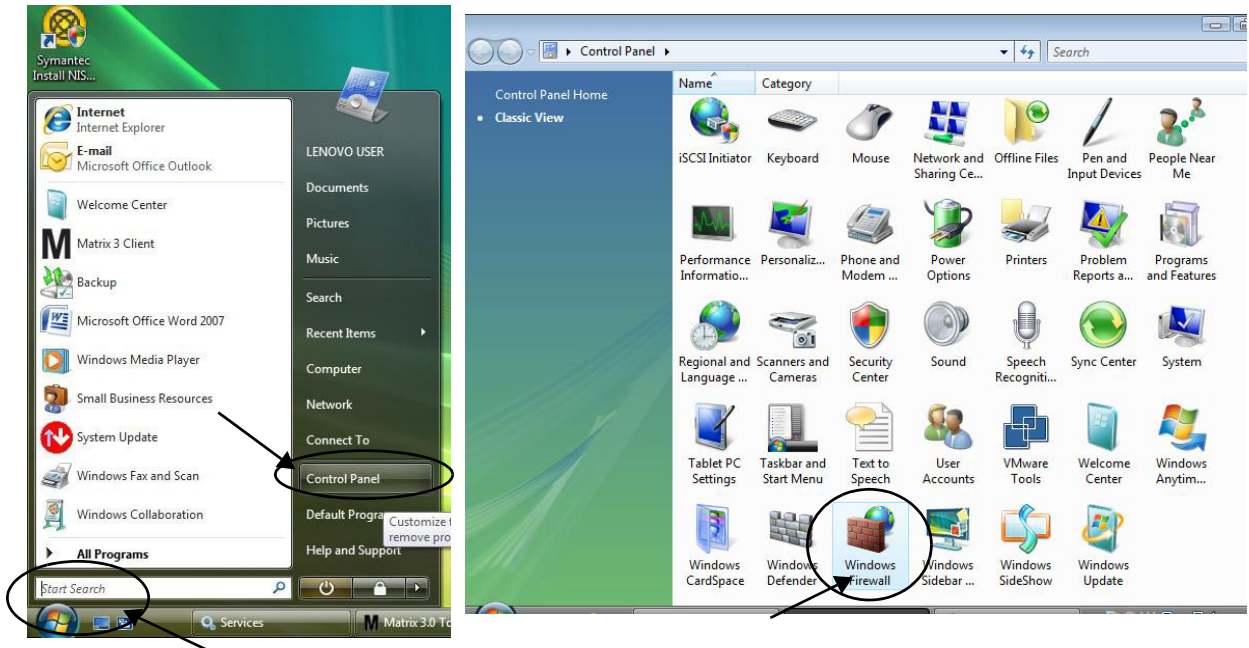 Symantec
Install NIS...
Internet
Internet Explorer
E-mail
Microsoft Office Outlook
Welcome Center
Matrix 3 Client
Backup
Microsoft Office Word 2007
Windows Media Player
Small Business Resources
System Update
Windows Fax and Scan
Windows Collaboration
All Programs
Start Search
LENOVO USER
Documents
Pictures
Music
Search
Recent Items
Computer
Network
Connect To
Control Panel
Default Progra
Customize t
remove pro
Help and Support
Services
M Matrix 3.0 To
Control Panel
Search
Control Panel Home
Classic View
Name Category
iSCSI Initiator
Keyboard
Mouse
Network and
Sharing Ce...
Offline Files
Pen and
Input Devices
People Near
Me
Performance
Informatio...
Personaliz...
Phone and
Modem ...
Power
Options
Printers
Problem
Reports a...
Programs
and Features
Regional and
Language ...
Scanners and
Cameras
Security
Center
Sound
Speech
Recogniti...
Sync Center
System
Tablet PC
Settings
Taskbar and
Start Menu
Text to
Speech
User
Accounts
VMware
Tools
Welcome
Center
Windows
Anytim...
Windows
CardSpace
Windows
Defender
Windows
Firewall
Windows
Sidebar ...
Windows
SideShow
Windows
Update